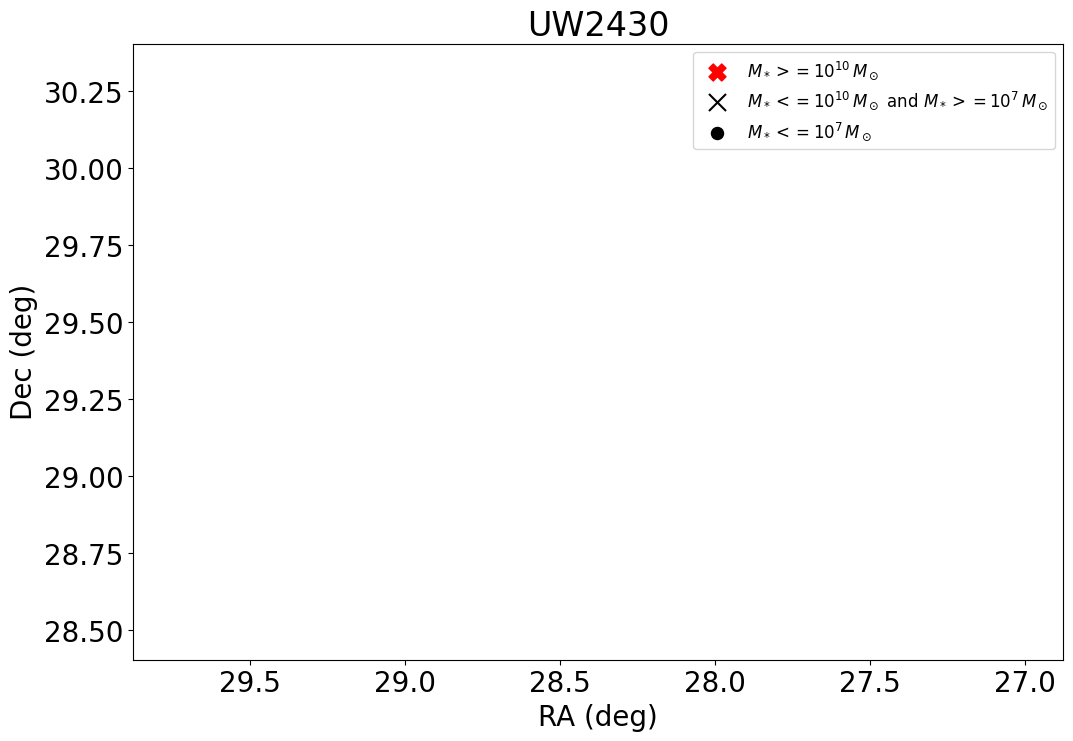 UW2430
M* >= 10^10 M⊙
M* <= 10^10 M⊙ and M* >= 10^7 M⊙
M* <= 10^7 M⊙
Dec (deg)
30.25
30.00
29.75
29.50
29.25
29.00
28.75
28.50
29.5 29.0 28.5 28.0 27.5 27.0
RA (deg)